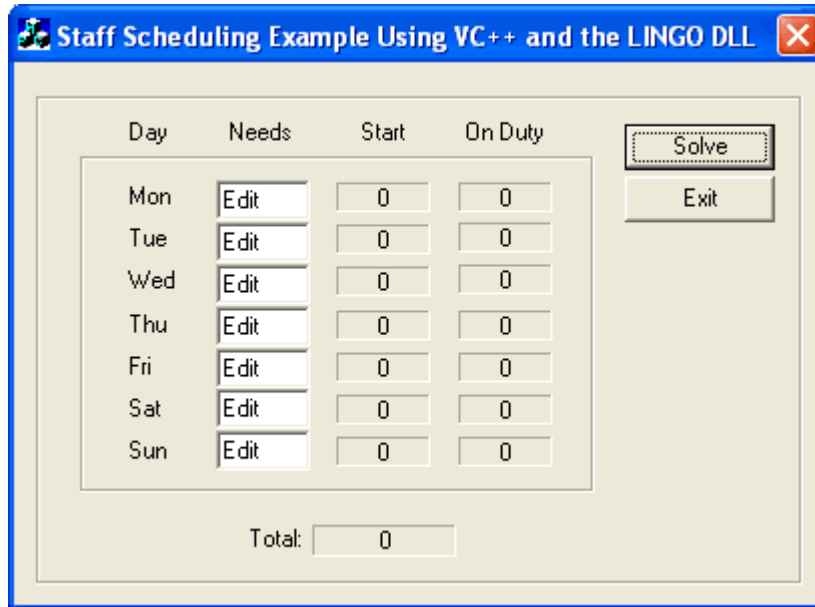 Staff Scheduling Example Using VC++ and the LINGO DLL
Day Needs Start On Duty
Solve
Mon Edit 0 0
Exit
Tue Edit 0 0
Wed Edit 0 0
Thu Edit 0 0
Fri Edit 0 0
Sat Edit 0 0
Sun Edit 0 0
Total: 0